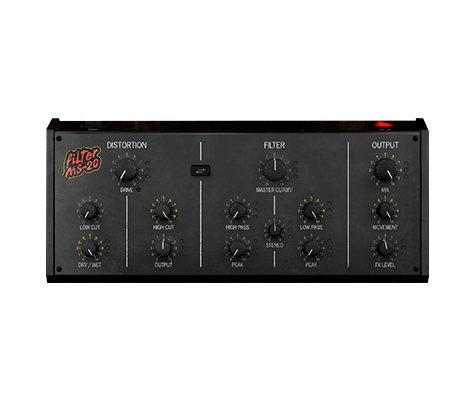 DISTORTION
FILTER
OUTPUT
FiLTer
MS-20
DRIVE
MASTER CUTOFF
MIX
LOW CUT
HIGH CUT
HIGH PASS
LOW PASS
MOVEMENT
STEREO
DRY / WET
OUTPUT
PEAK
PEAK
FX LEVEL